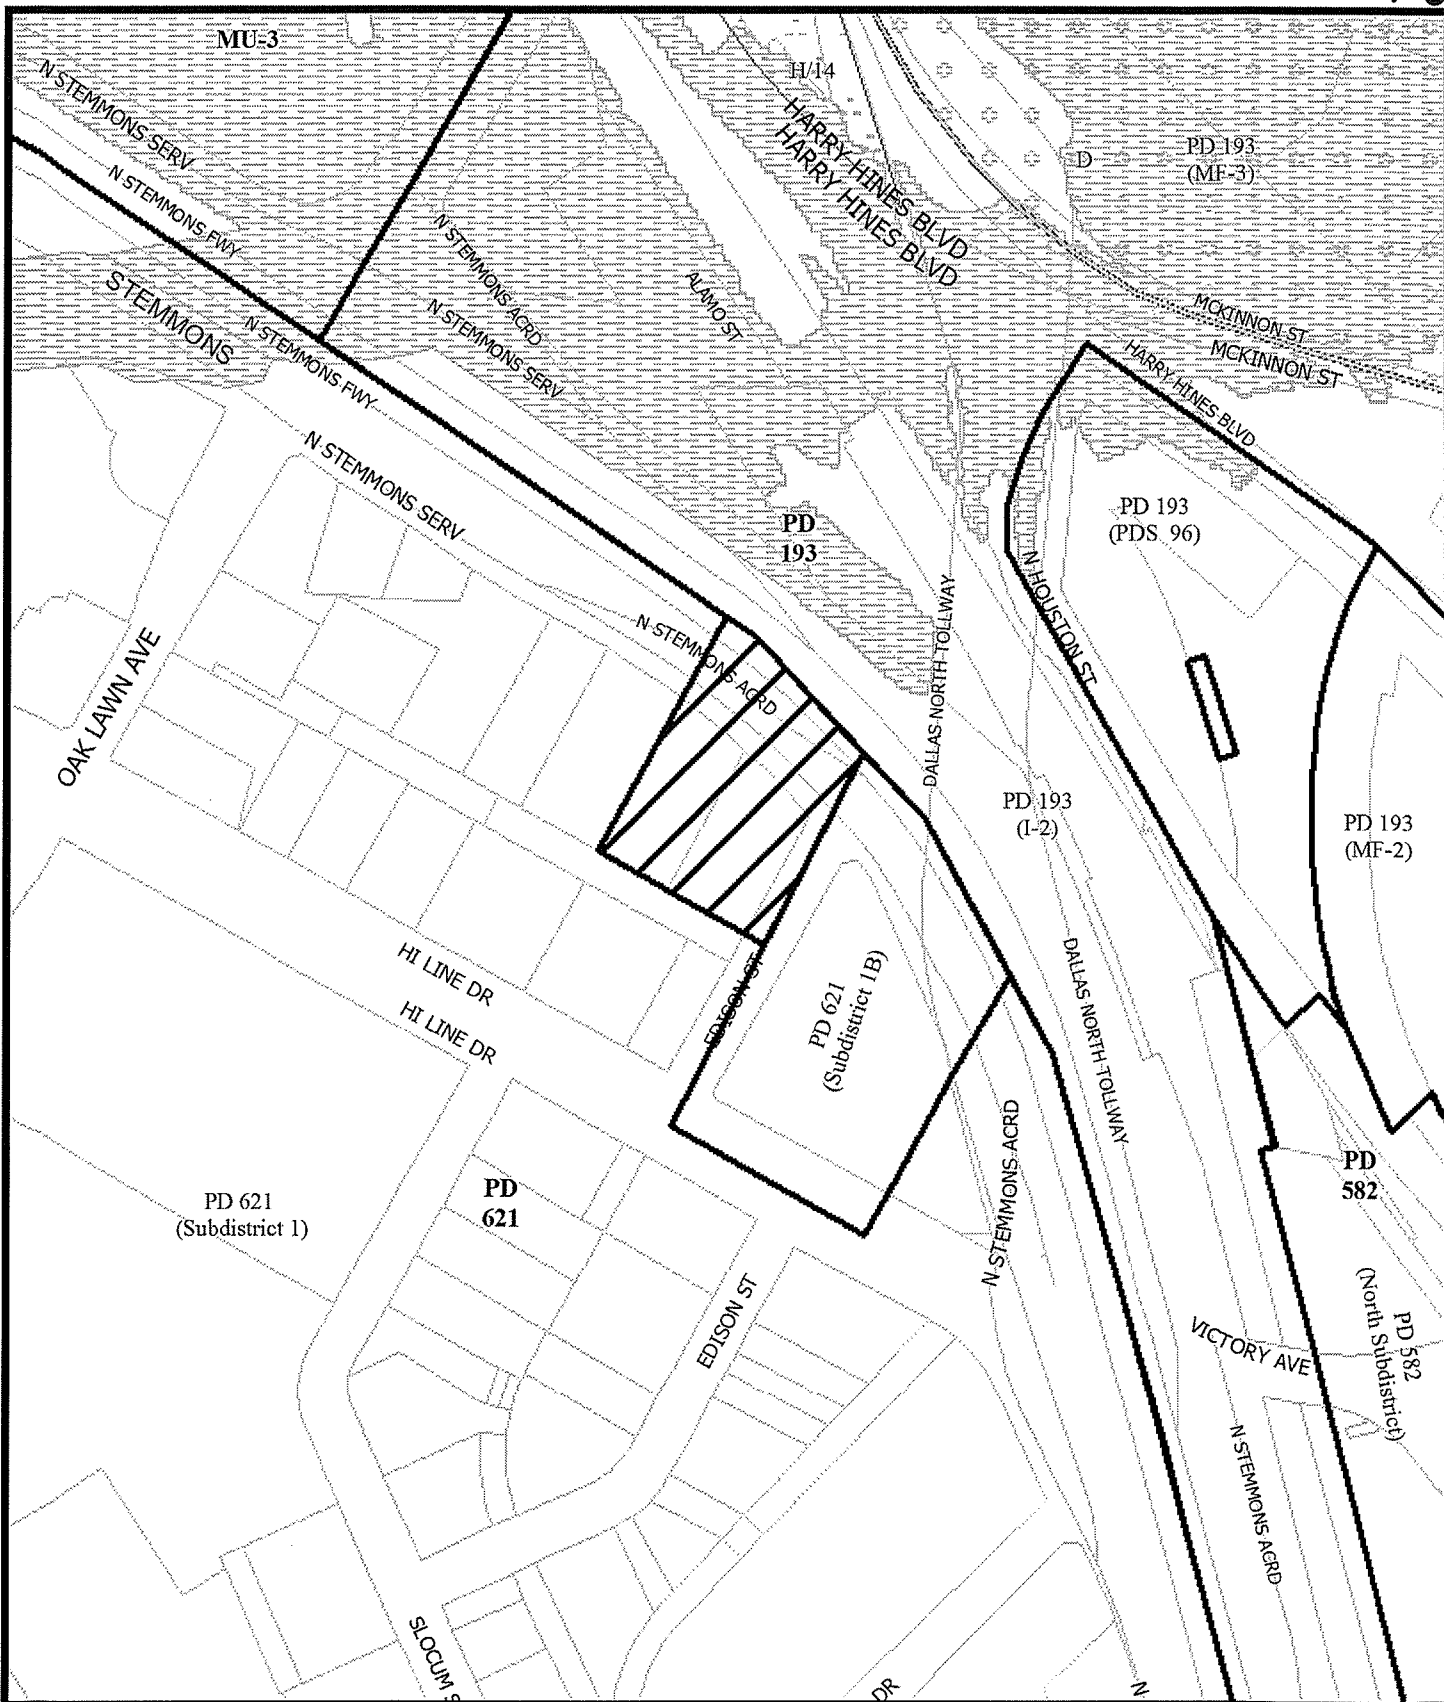 MU-3
H/14
N STEMMONS SERV
HARRY HINES BLVD
HARRY HINES BLVD
D
PD 193
(MF-3)
N STEMMONS FWY
STEMMONS
N STEMMONS ACRD
N STEMMONS SERV
ALAMO ST
MCKINNON ST
MCKINNON ST
HARRY HINES BLVD
N STEMMONS FWY
N STEMMONS SERV
PD
193
PD 193
(PDS 96)
N HOUSTON ST
OAK LAWN AVE
N STEMMONS ACRD
DALLAS NORTH TOLLWAY
PD 193
(I-2)
PD 193
(MF-2)
HI LINE DR
HI LINE DR
EDISON ST
PD 621
(Subdistrict 1B)
DALLAS NORTH TOLLWAY
N STEMMONS ACRD
PD 621
(Subdistrict 1)
PD
621
PD
582
EDISON ST
VICTORY AVE
PD 582
(North Subdistrict)
N STEMMONS ACRD
SLOCUM S
DR
N